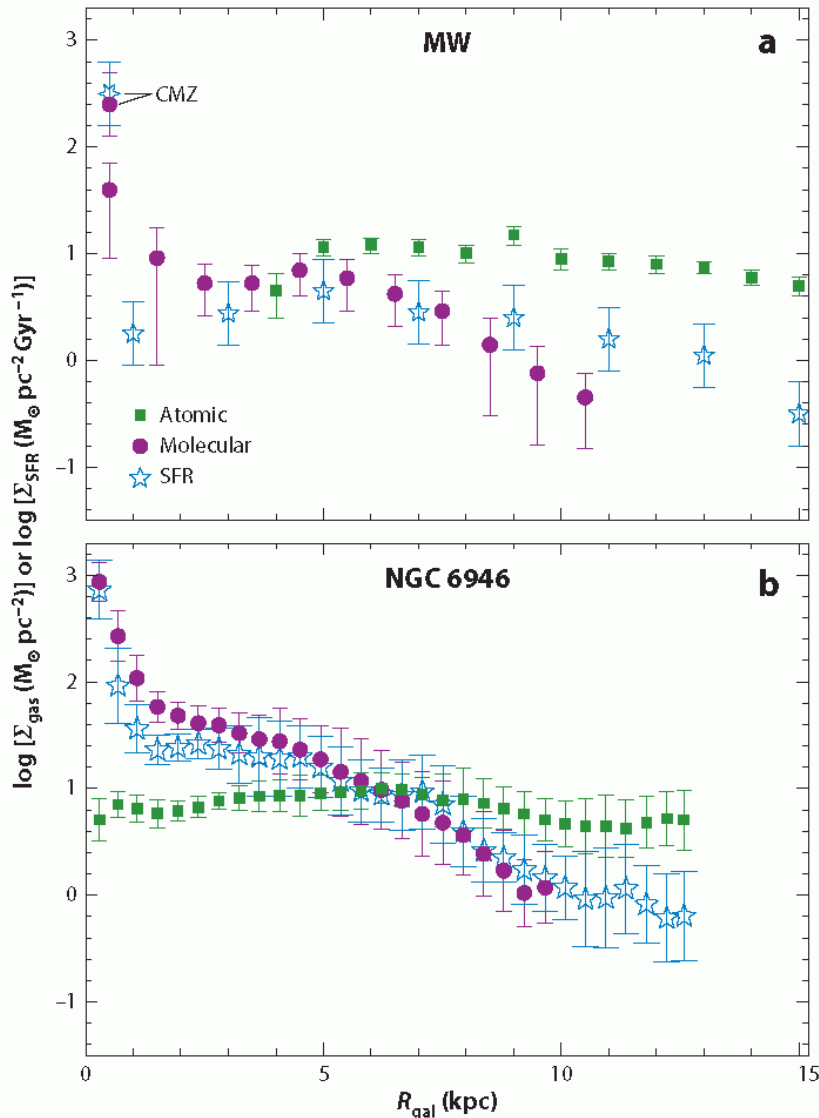 MW
a
3
CMZ
2
1
0
Atomic
Molecular
SFR
−1
log [Σgas (M⊙ pc−2)] or log [ΣSFR (M⊙ pc−2 Gyr−1)]
NGC 6946
b
3
2
1
0
−1
0 5 10 15
Rgal (kpc)